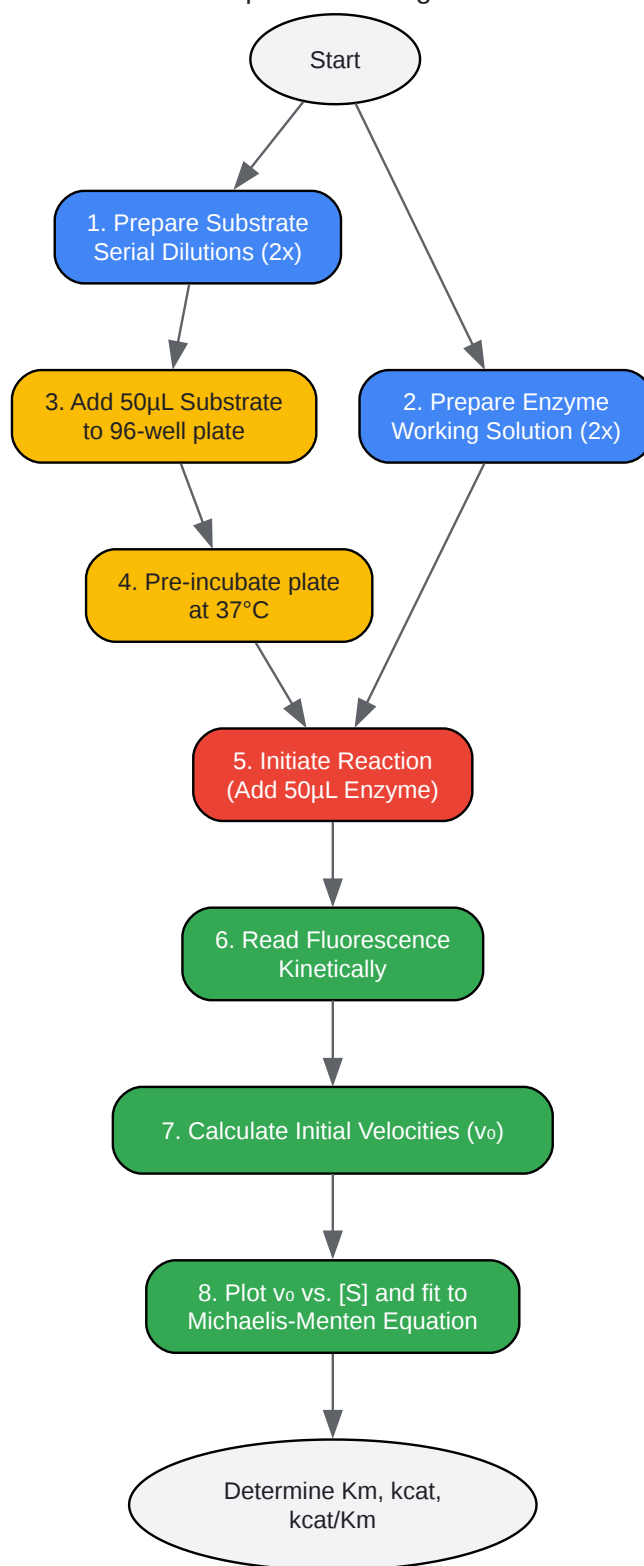 Start
1. Prepare Substrate
Serial Dilutions (2x)
3. Add 50µL Substrate
to 96-well plate
2. Prepare Enzyme
Working Solution (2x)
4. Pre-incubate plate
at 37°C
5. Initiate Reaction
(Add 50µL Enzyme)
6. Read Fluorescence
Kinetically
7. Calculate Initial Velocities (v₀)
8. Plot v₀ vs. [S] and fit to
Michaelis-Menten Equation
Determine Km, kcat,
kcat/Km